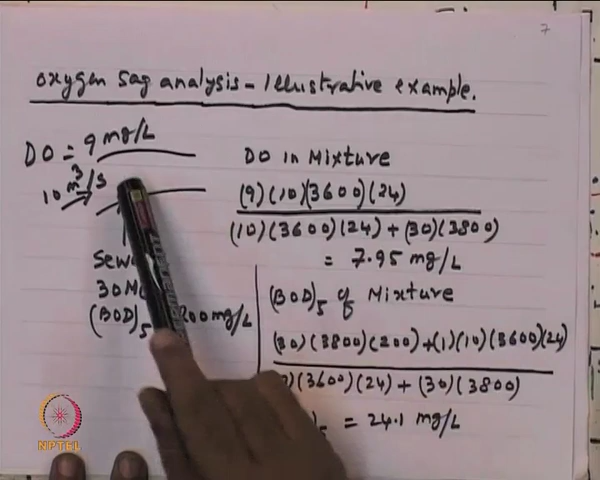 7
Oxygen Sag analysis - Illustrative example.
DO = 9 mg/L
10 m³/s
30
(BOD)5 200 mg/L
DO in Mixture
(9)(10)(3600)(24)
(10)(3600)(24) + (30)(3800)
= 7.95 mg/L
(BOD)5 of Mixture
(30)(3800)(200) + (1)(10)(3600)(24)
)(3600)(24) + (30)(3800)
= 24.1 mg/L
NPTEL